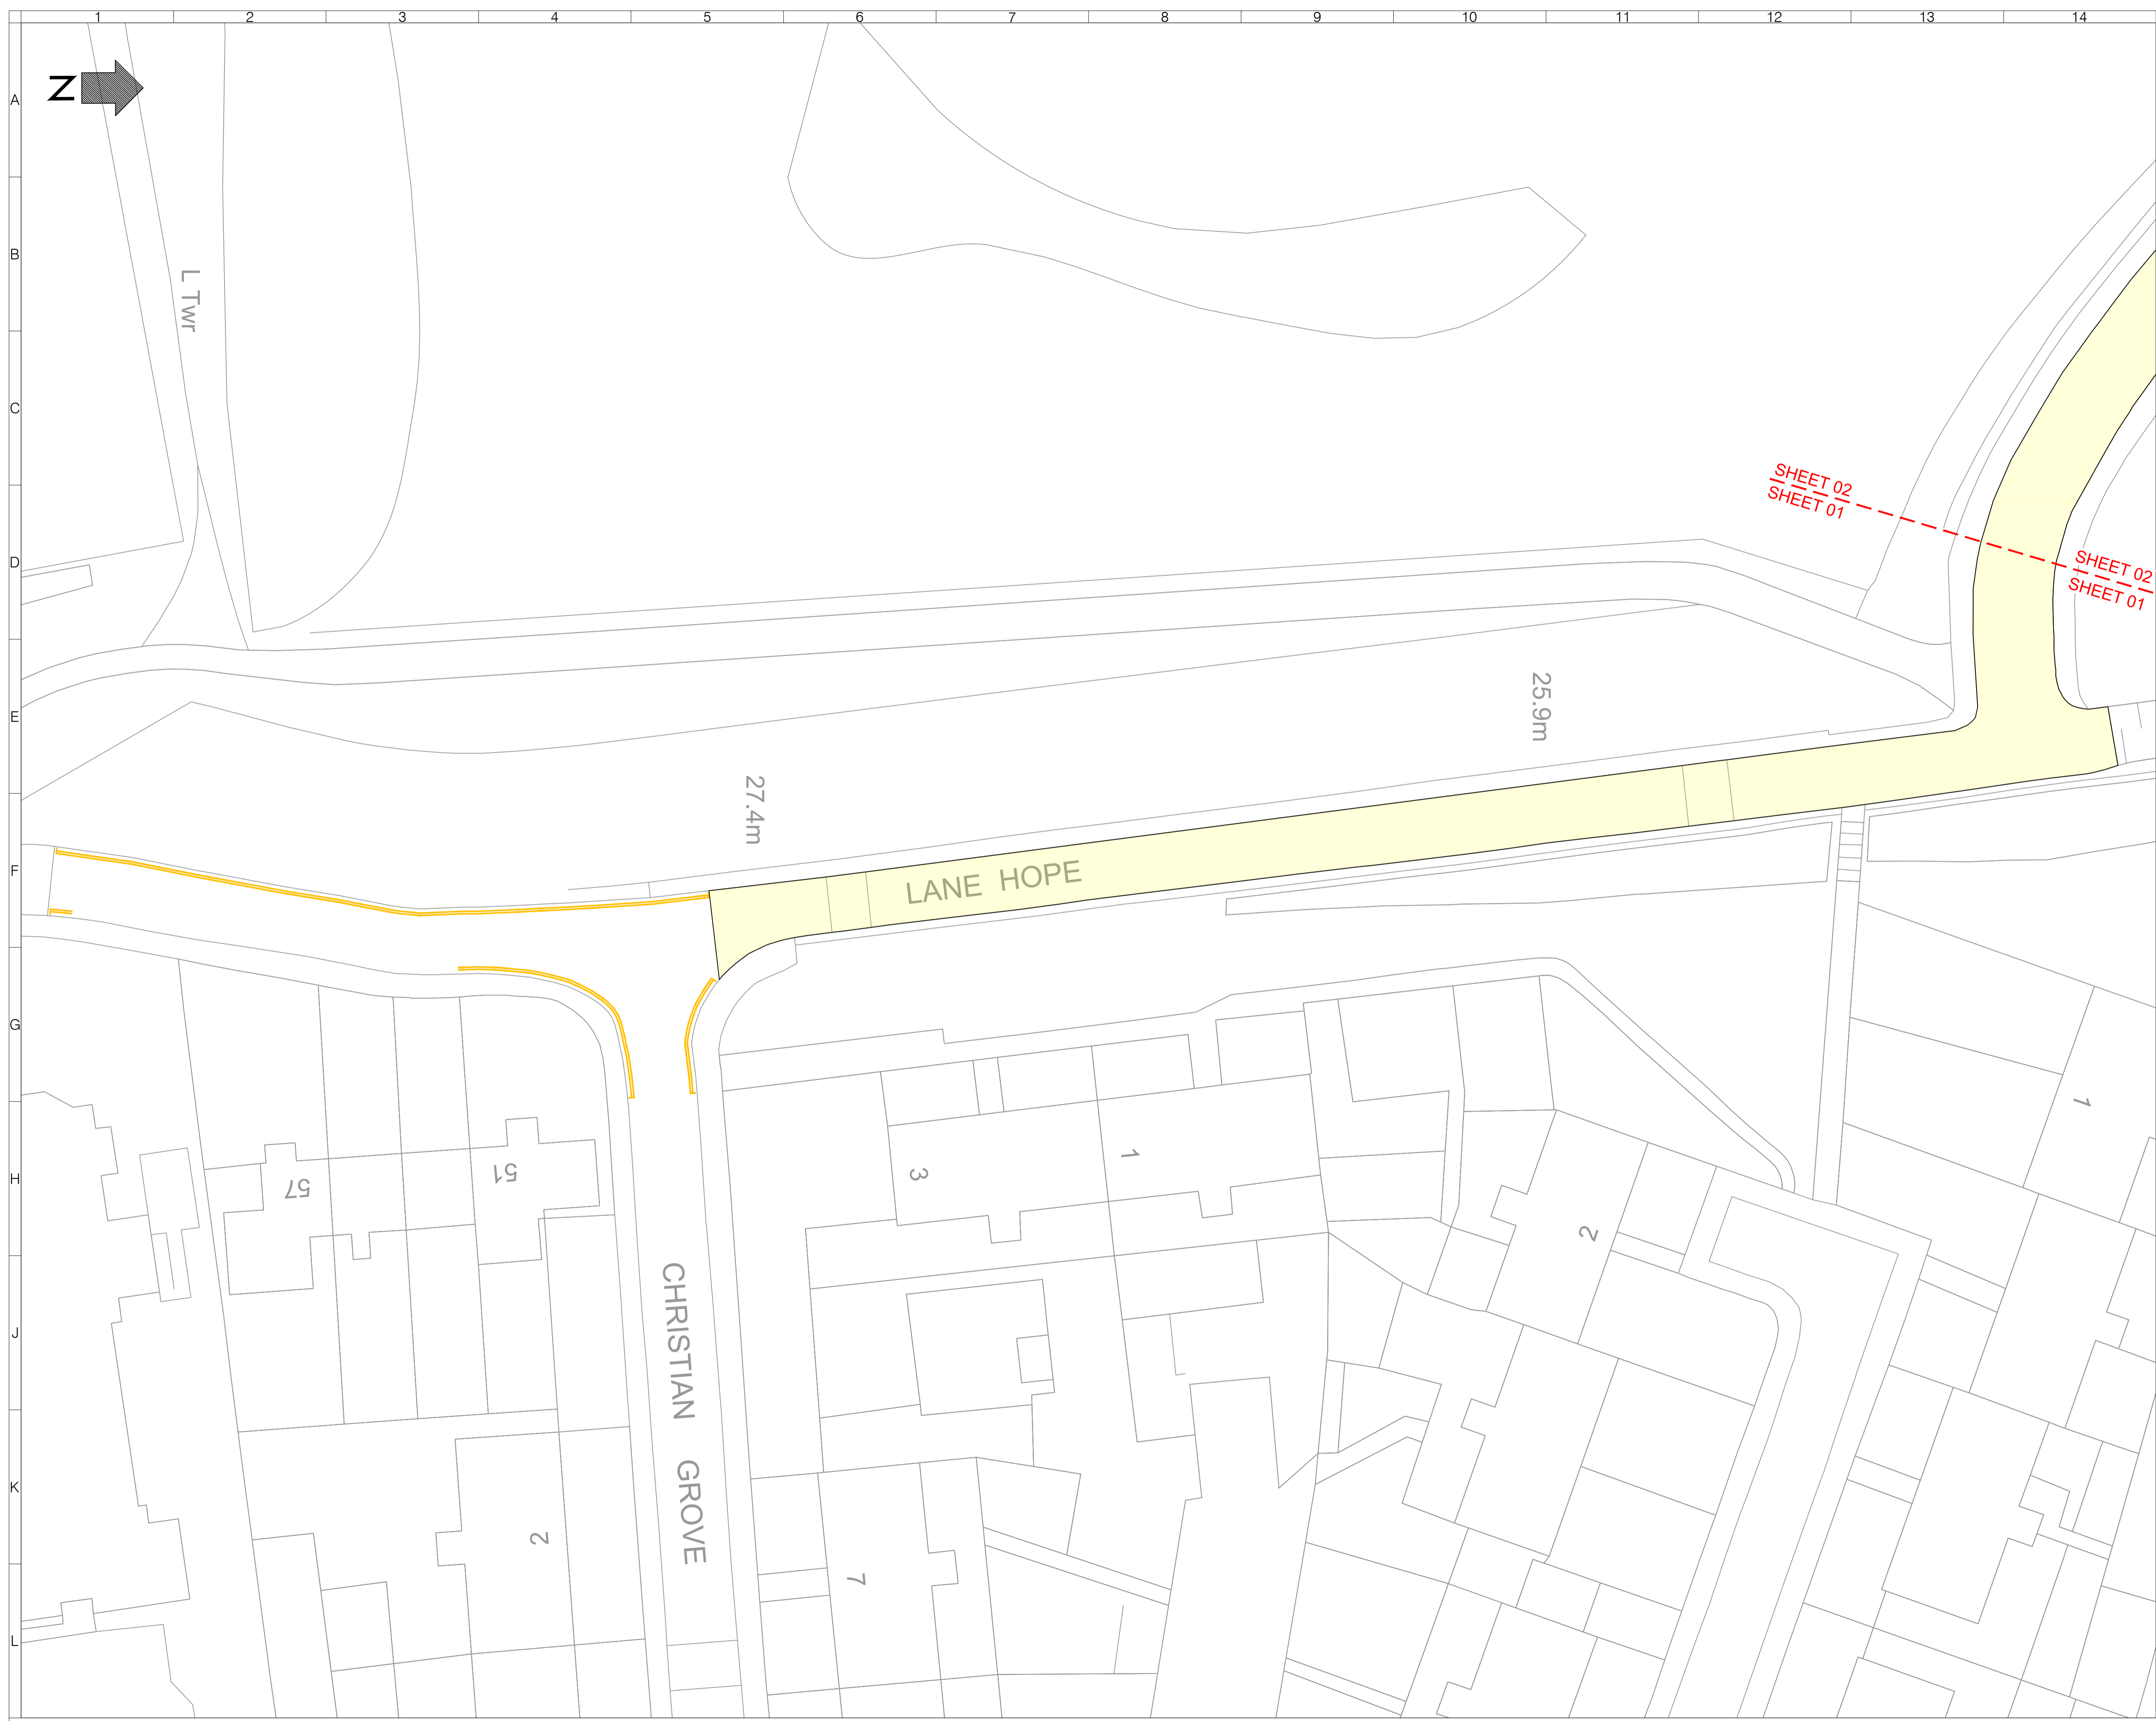 1 2 3 4 5 6 7 8 9 10 11 12 13 14
A
B
C
D
E
F
G
H
J
K
L
N
L Twr
SHEET 02
SHEET 01
SHEET 02
SHEET 01
25.9m
27.4m
LANE HOPE
1
57
51
3
1
2
CHRISTIAN GROVE
2
7